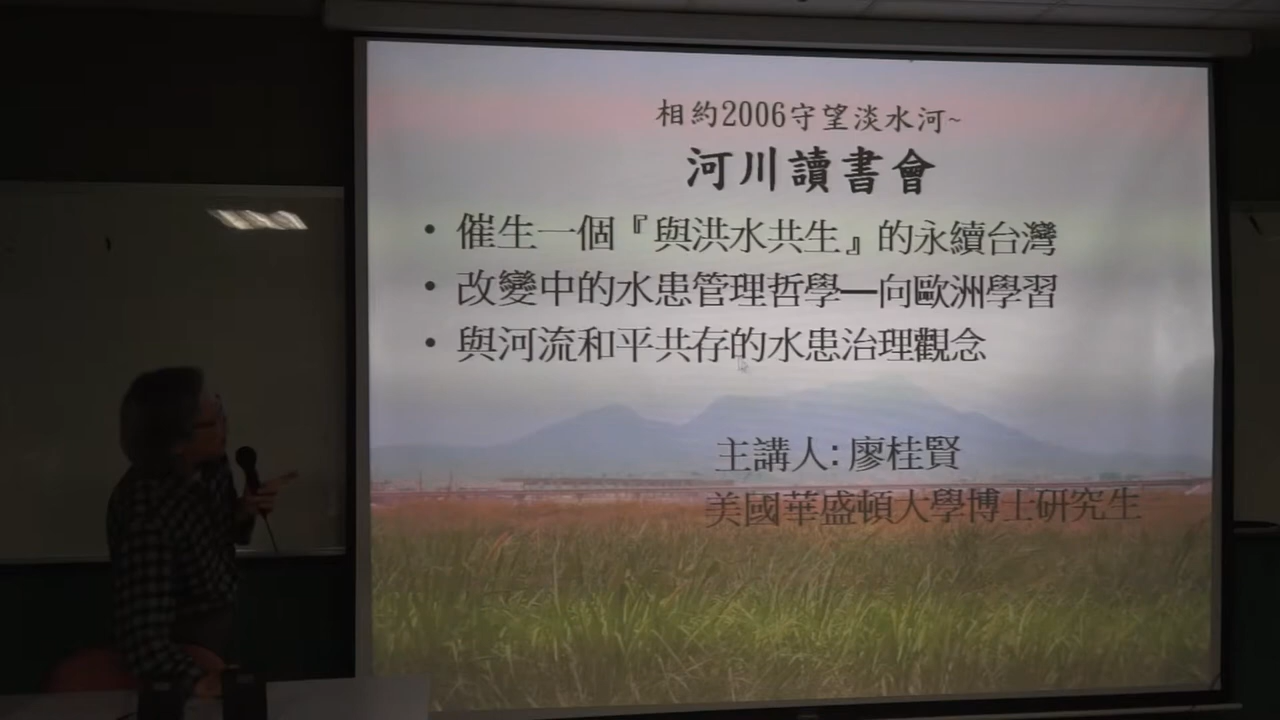 相約2006守望淡水河~
河川讀書會
• 催生一個『與洪水共生』的永續台灣
• 改變中的水患管理哲學—向歐洲學習
• 與河流和平共存的水患治理觀念
主講人:廖桂賢
美國華盛頓大學博士研究生